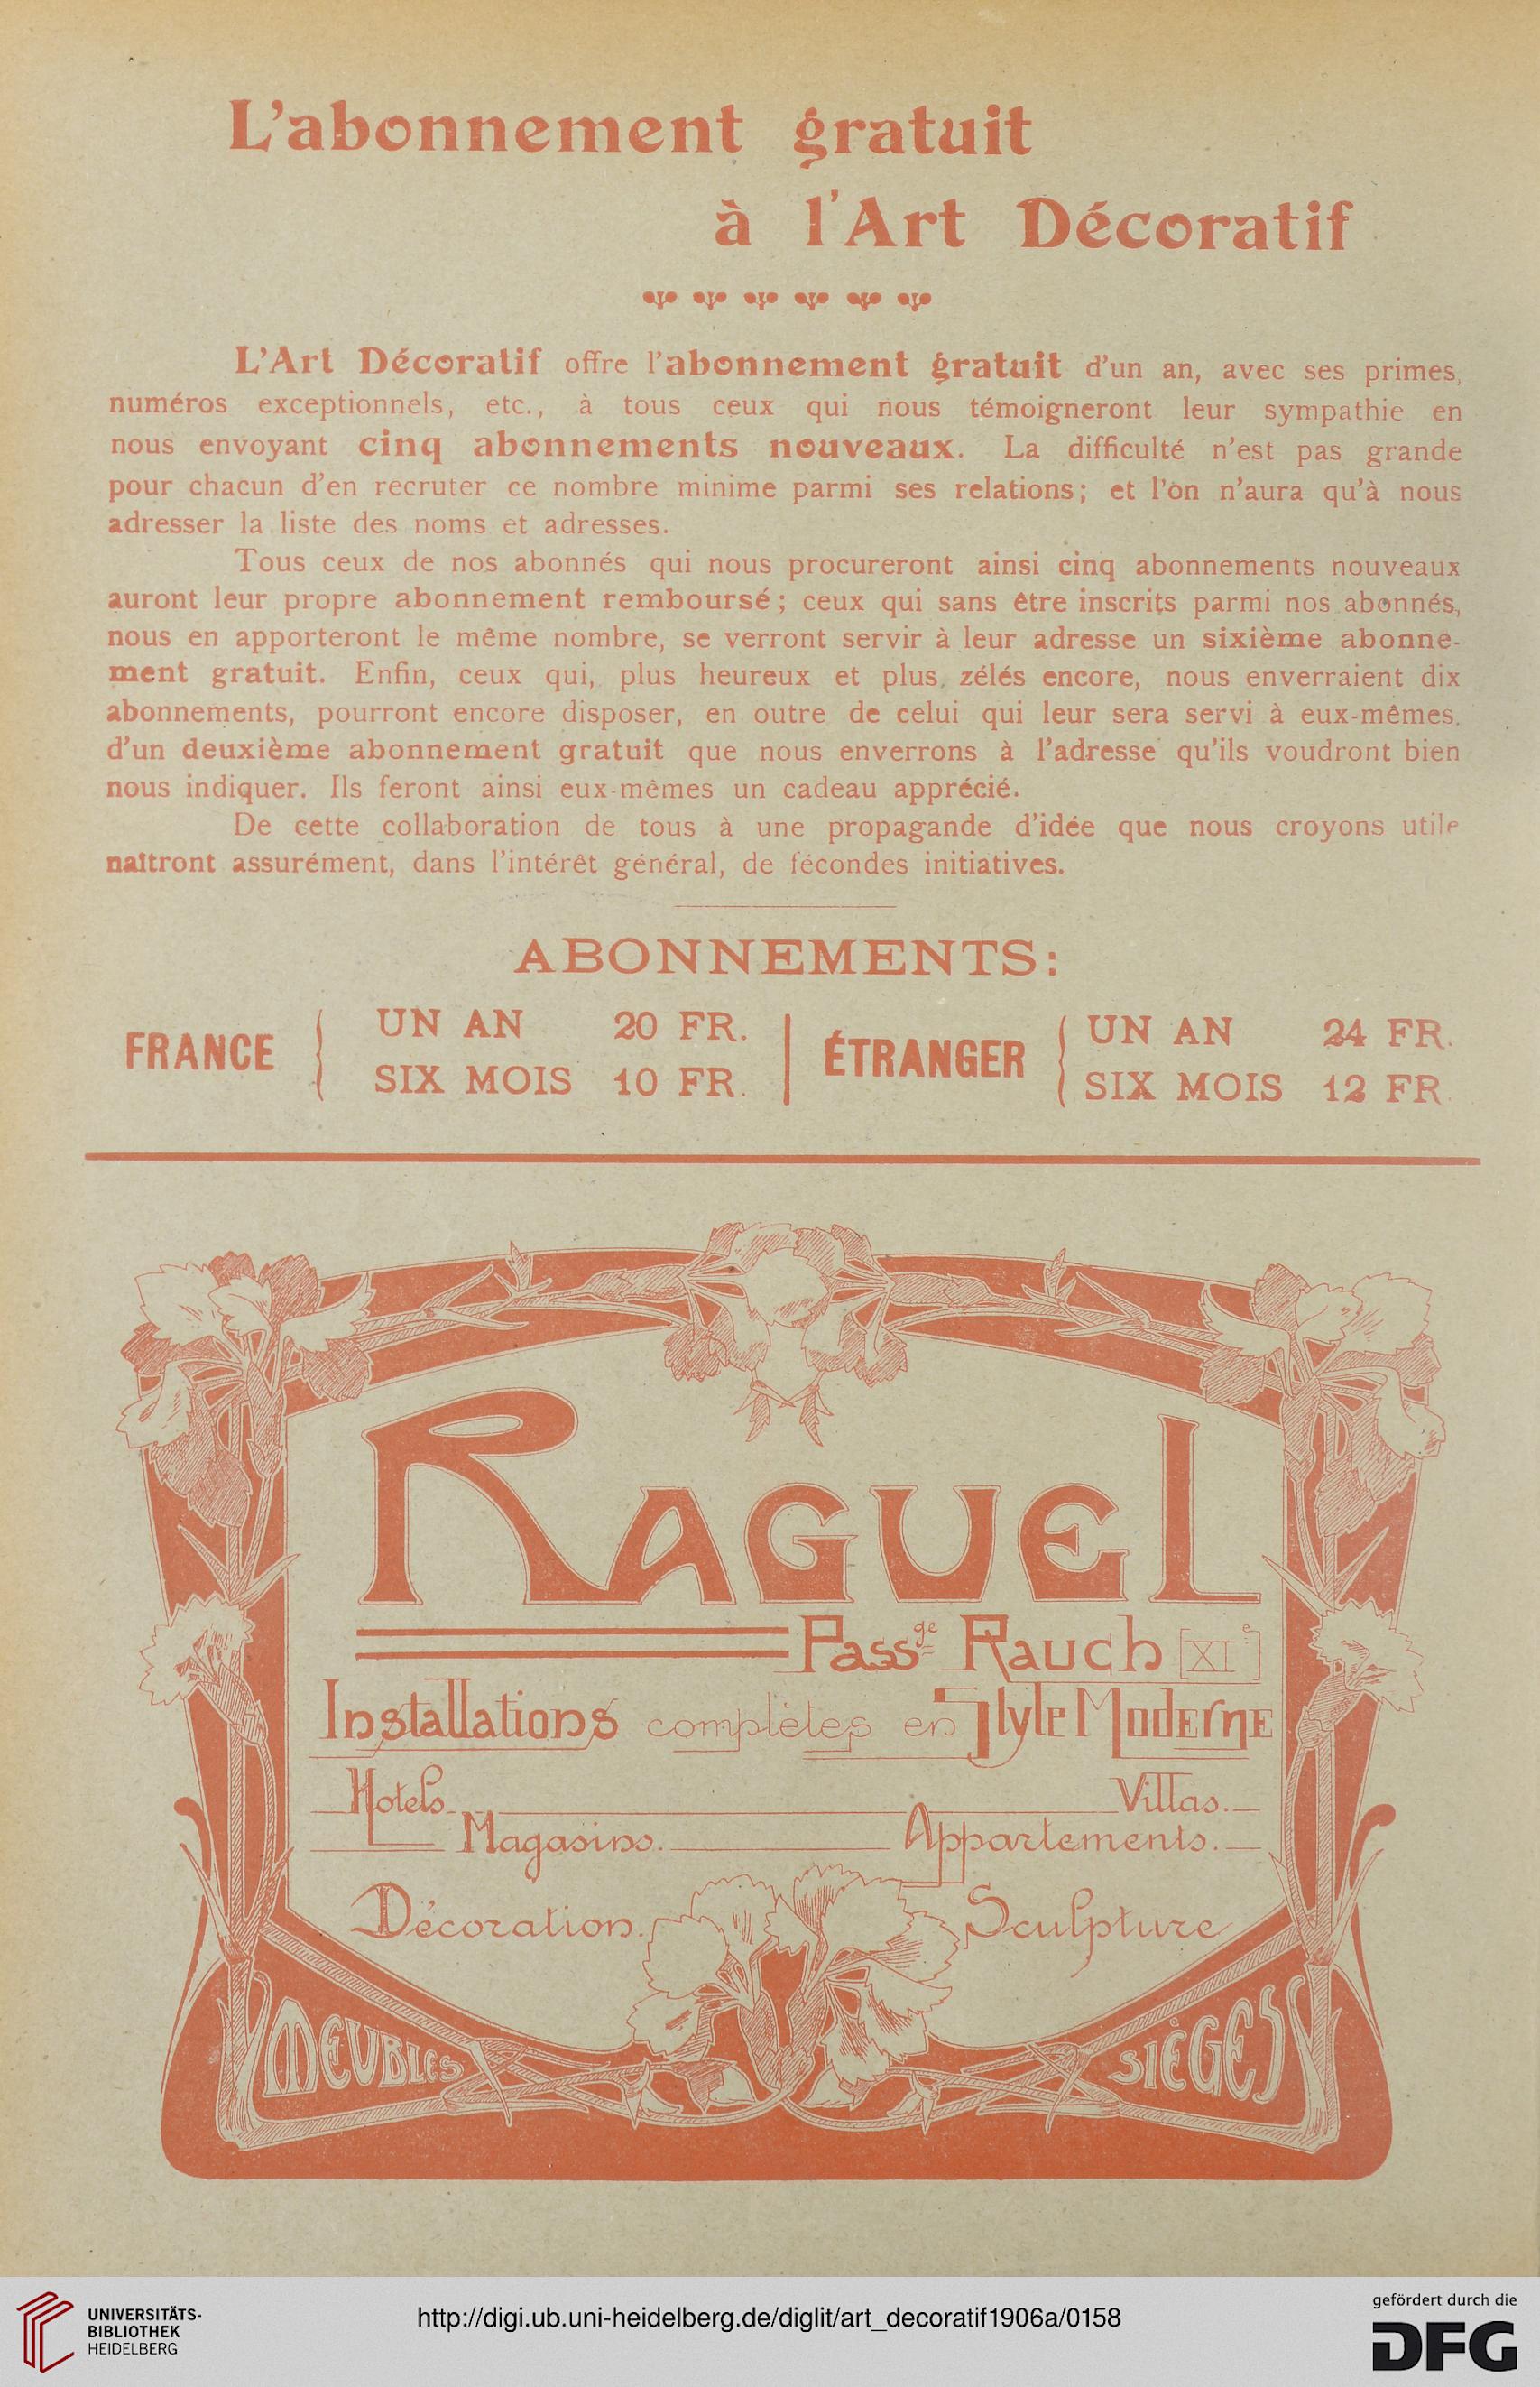 L'abonnement gratuit
à l'Art Décoratif
L'Art Décoratif offre l'abonnement gratuit d'un an, avec ses primes,
numéros exceptionnels, etc., à tous ceux qui nous témoigneront leur sympathie en
nous envoyant cinq abonnements nouveaux. La difficulté n'est pas grande
pour chacun d'en recruter ce nombre minime parmi ses relations; et l'on n'aura qu'à nous
adresser la liste des noms et adresses.
Tous ceux de nos abonnés qui nous procureront ainsi cinq abonnements nouveaux
auront leur propre abonnement remboursé; ceux qui sans être inscrits parmi nos abonnés,
nous en apporteront le même nombre, se verront servir à leur adresse un sixième abonne-
ment gratuit. Enfin, ceux qui, plus heureux et plus zélés encore, nous enverraient dix
abonnements, pourront encore disposer, en outre de celui qui leur sera servi à eux-mêmes.
d'un deuxième abonnement gratuit que nous enverrons à l'adresse qu'ils voudront bien
nous indiquer. Ils feront ainsi eux-mêmes un cadeau apprécié.
De cette collaboration de tous à une propagande d'idée que nous croyons utile
naîtront assurément, dans l'intérêt général, de fécondes initiatives.
ABONNEMENTS:
FRANCE { UN AN 20 FR. | ÉTRANGER { UN AN 24 FR.
SIX MOIS 10 FR. SIX MOIS 12 FR.
RAGUEL
Passge Rauch [XIe]
Installations complètes en Style Moderne
Hotels. Villas.
Magasins. Appartements.
Décoration. Sculpture
MEUBLES SIÈGES
UNIVERSITÄTS-
BIBLIOTHEK
HEIDELBERG
http://digi.ub.uni-heidelberg.de/diglit/art_decoratif1906a/0158
gefördert durch die
DFG